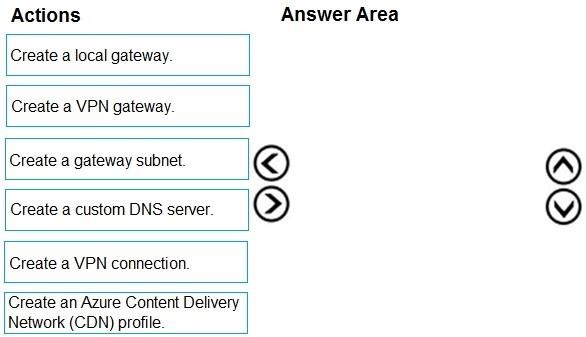 Actions
Answer Area
Create a local gateway.
Create a VPN gateway.
Create a gateway subnet.
Create a custom DNS server.
Create a VPN connection.
Create an Azure Content Delivery
Network (CDN) profile.